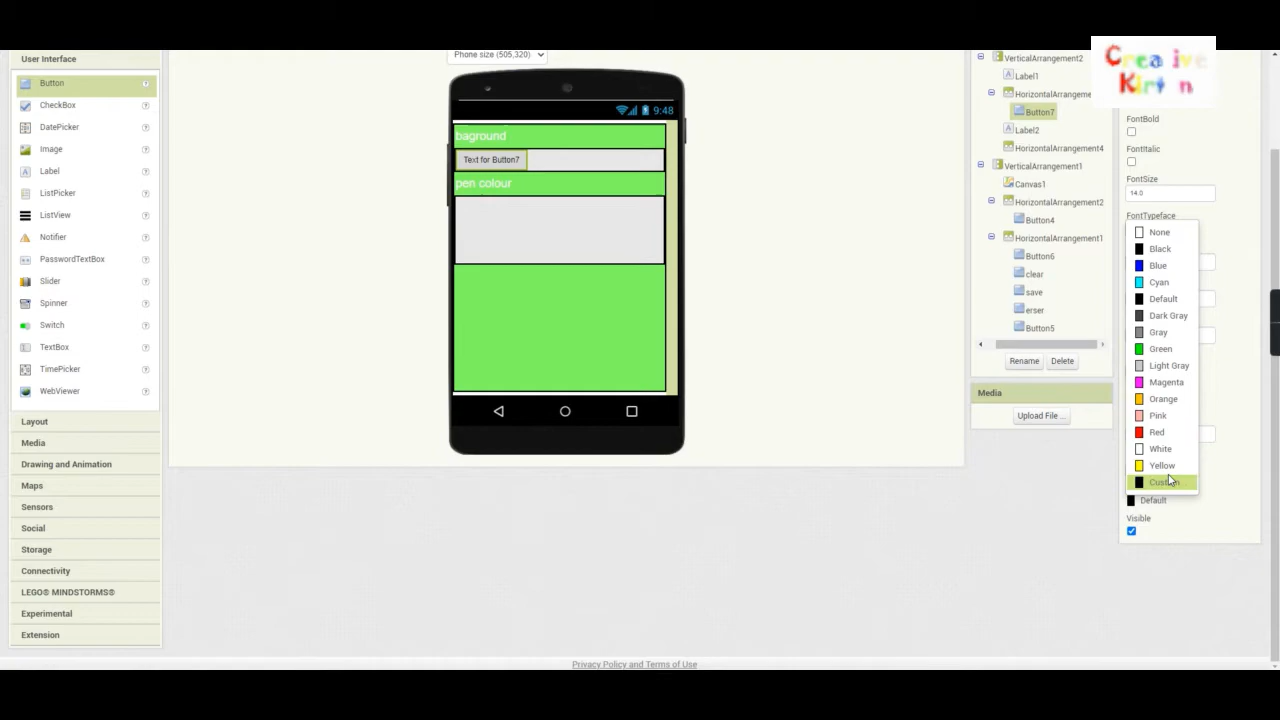 User Interface
Button
CheckBox
DatePicker
Image
Label
ListPicker
ListView
Notifier
PasswordTextBox
Slider
Spinner
Switch
TextBox
TimePicker
WebViewer
Layout
Media
Drawing and Animation
Maps
Sensors
Social
Storage
Connectivity
LEGO® MINDSTORMS®
Experimental
Extension
Phone size (505,320)
9:48
baground
Text for Button7
pen colour
VerticalArrangement2
Label1
HorizontalArrangeme
Button7
Label2
HorizontalArrangement4
VerticalArrangement1
Canvas1
HorizontalArrangement2
Button4
HorizontalArrangement1
Button6
clear
save
erser
Button5
Rename
Delete
Media
Upload File ...
Creative
Kirt n
FontBold
FontItalic
FontSize
14.0
FontTypeface
None
Black
Blue
Cyan
Default
Dark Gray
Gray
Green
Light Gray
Magenta
Orange
Pink
Red
White
Yellow
Default
Visible
Privacy Policy and Terms of Use